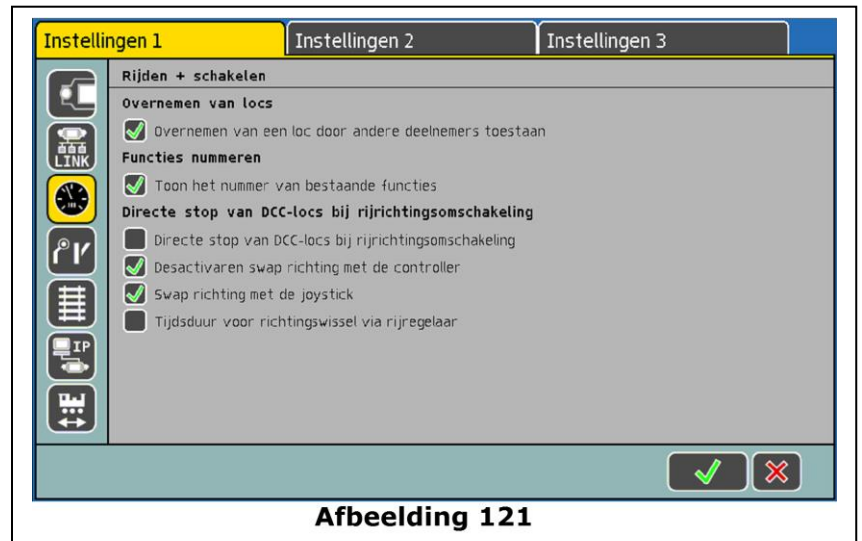 Instellingen 1 Instellingen 2 Instellingen 3
Rijden + schakelen
Overnemen van locs
Overnemen van een loc door andere deelnemers toestaan
LINK
Functies nummeren
Toon het nummer van bestaande functies
Directe stop van DCC-locs bij rijrichtingsomschakeling
Directe stop van DCC-locs bij rijrichtingsomschakeling
Desactivaren swap richting met de controller
Swap richting met de joystick
Tijdsduur voor richtingswissel via rijregelaar
IP
Afbeelding 121